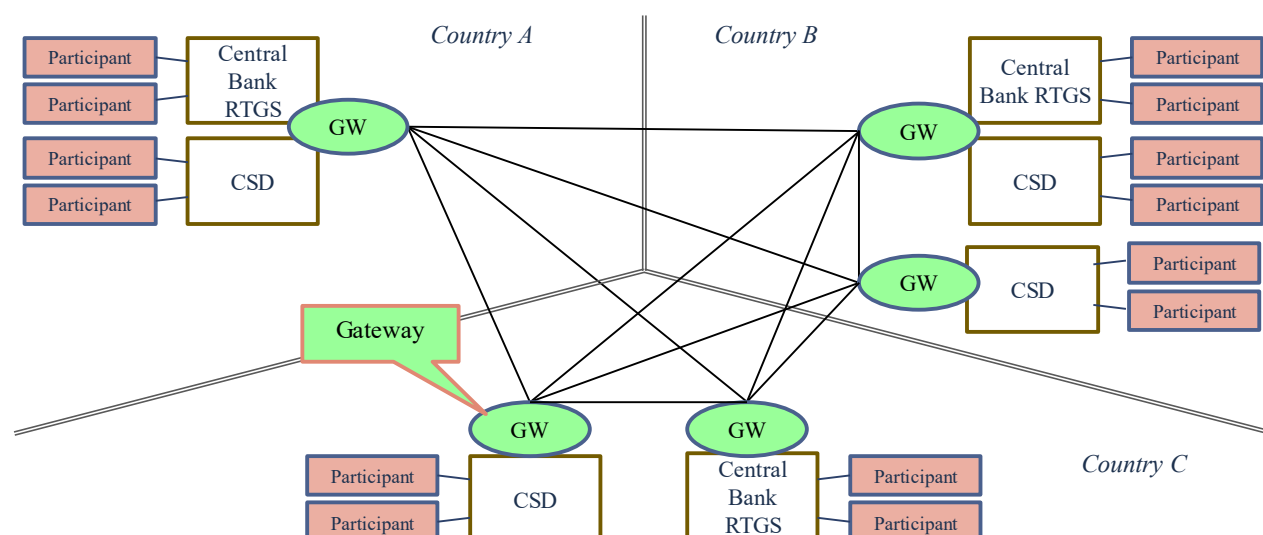 Country A
Country B
Participant
Participant
Central
Bank
RTGS
GW
Participant
Participant
CSD
GW
Central
Bank RTGS
Participant
Participant
CSD
Participant
Participant
GW
CSD
Participant
Participant
Gateway
GW
GW
Country C
Participant
Participant
CSD
Central
Bank
RTGS
Participant
Participant